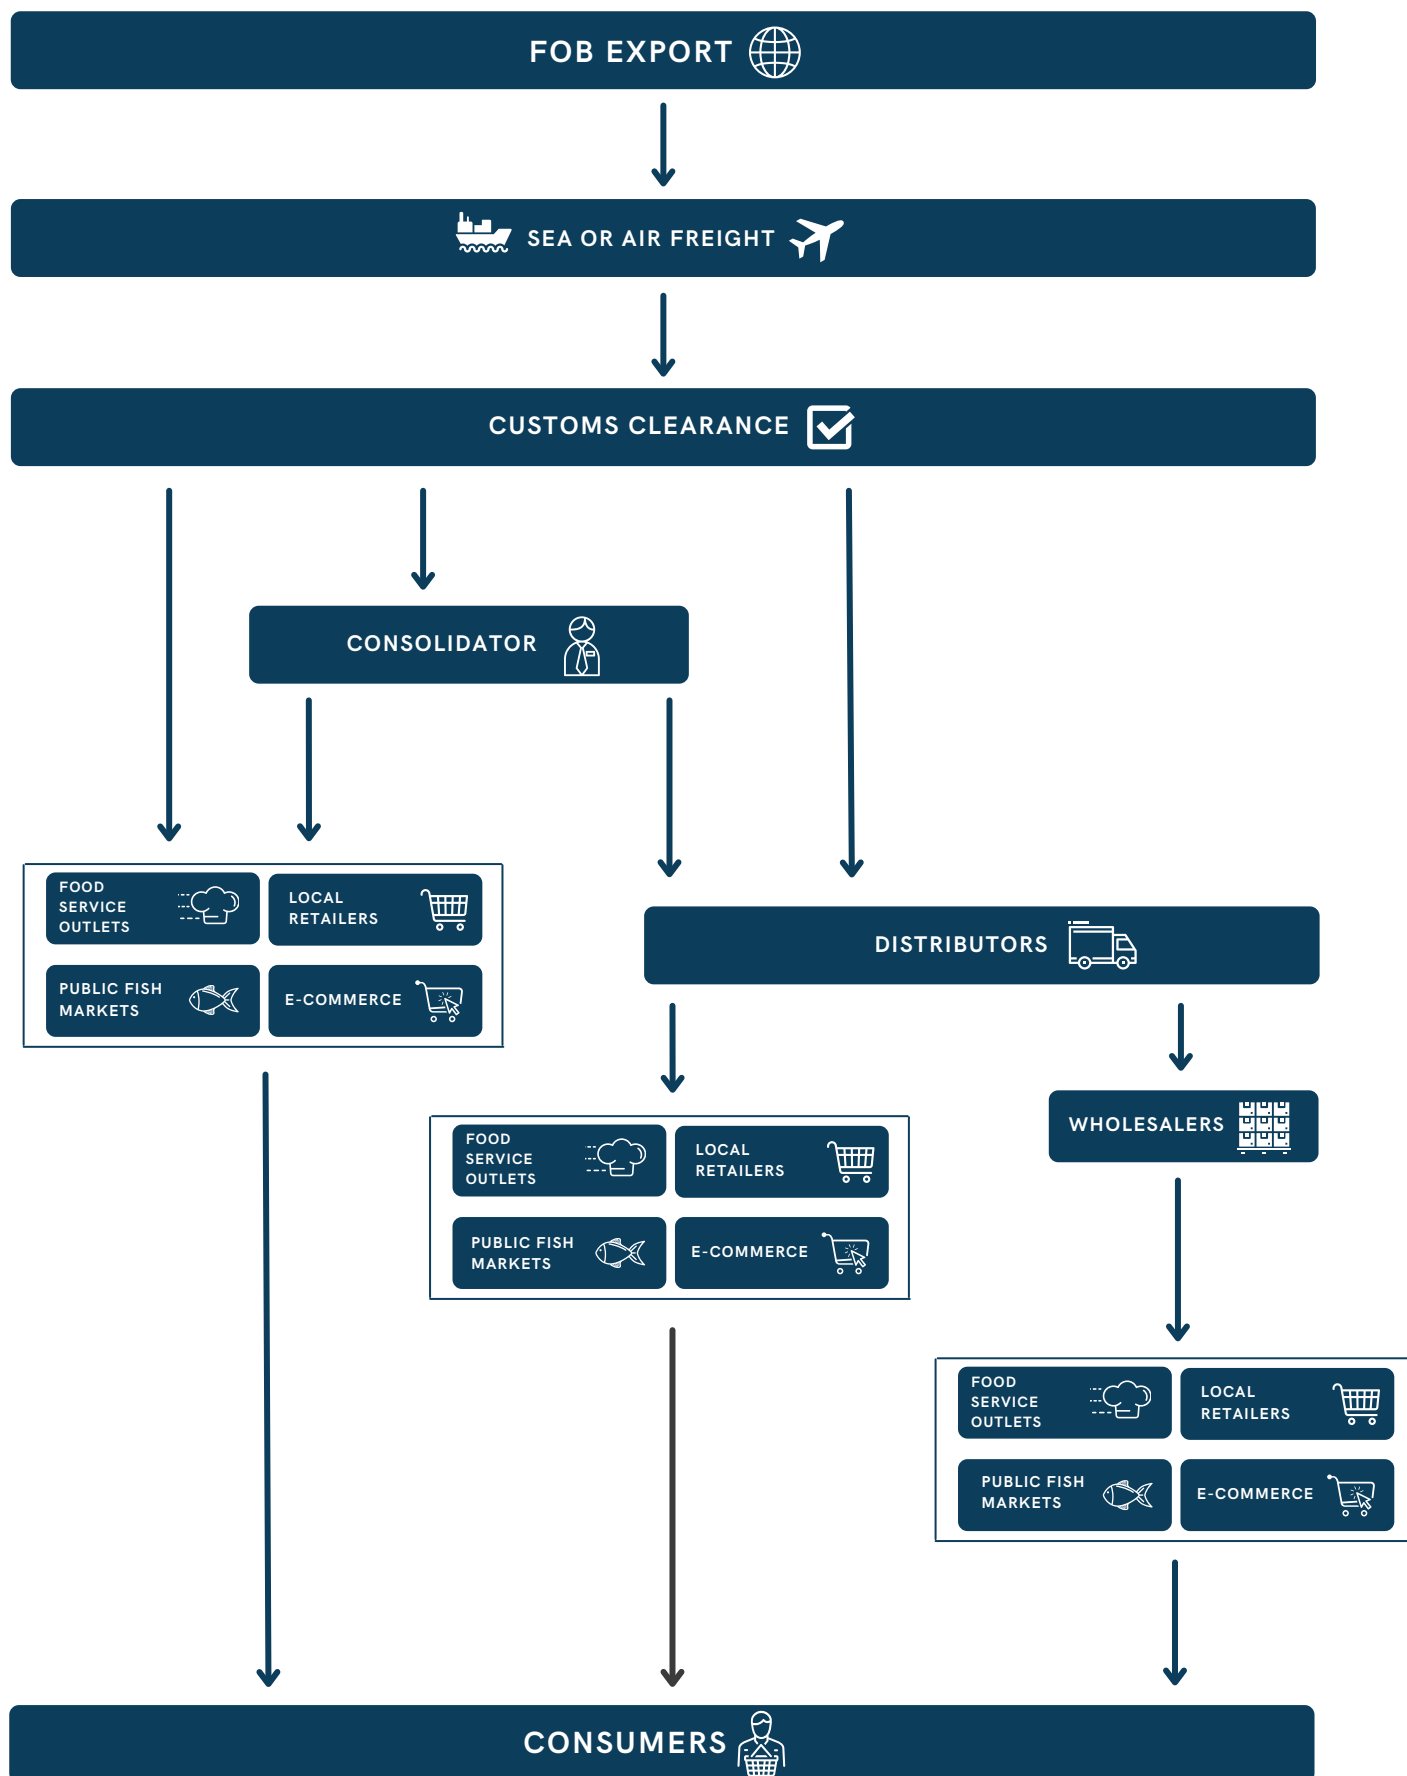 FOB EXPORT
SEA OR AIR FREIGHT
CUSTOMS CLEARANCE
CONSOLIDATOR
FOOD
SERVICE
OUTLETS
LOCAL
RETAILERS
PUBLIC FISH
MARKETS
E-COMMERCE
DISTRIBUTORS
WHOLESALERS
FOOD
SERVICE
OUTLETS
LOCAL
RETAILERS
PUBLIC FISH
MARKETS
E-COMMERCE
FOOD
SERVICE
OUTLETS
LOCAL
RETAILERS
PUBLIC FISH
MARKETS
E-COMMERCE
CONSUMERS